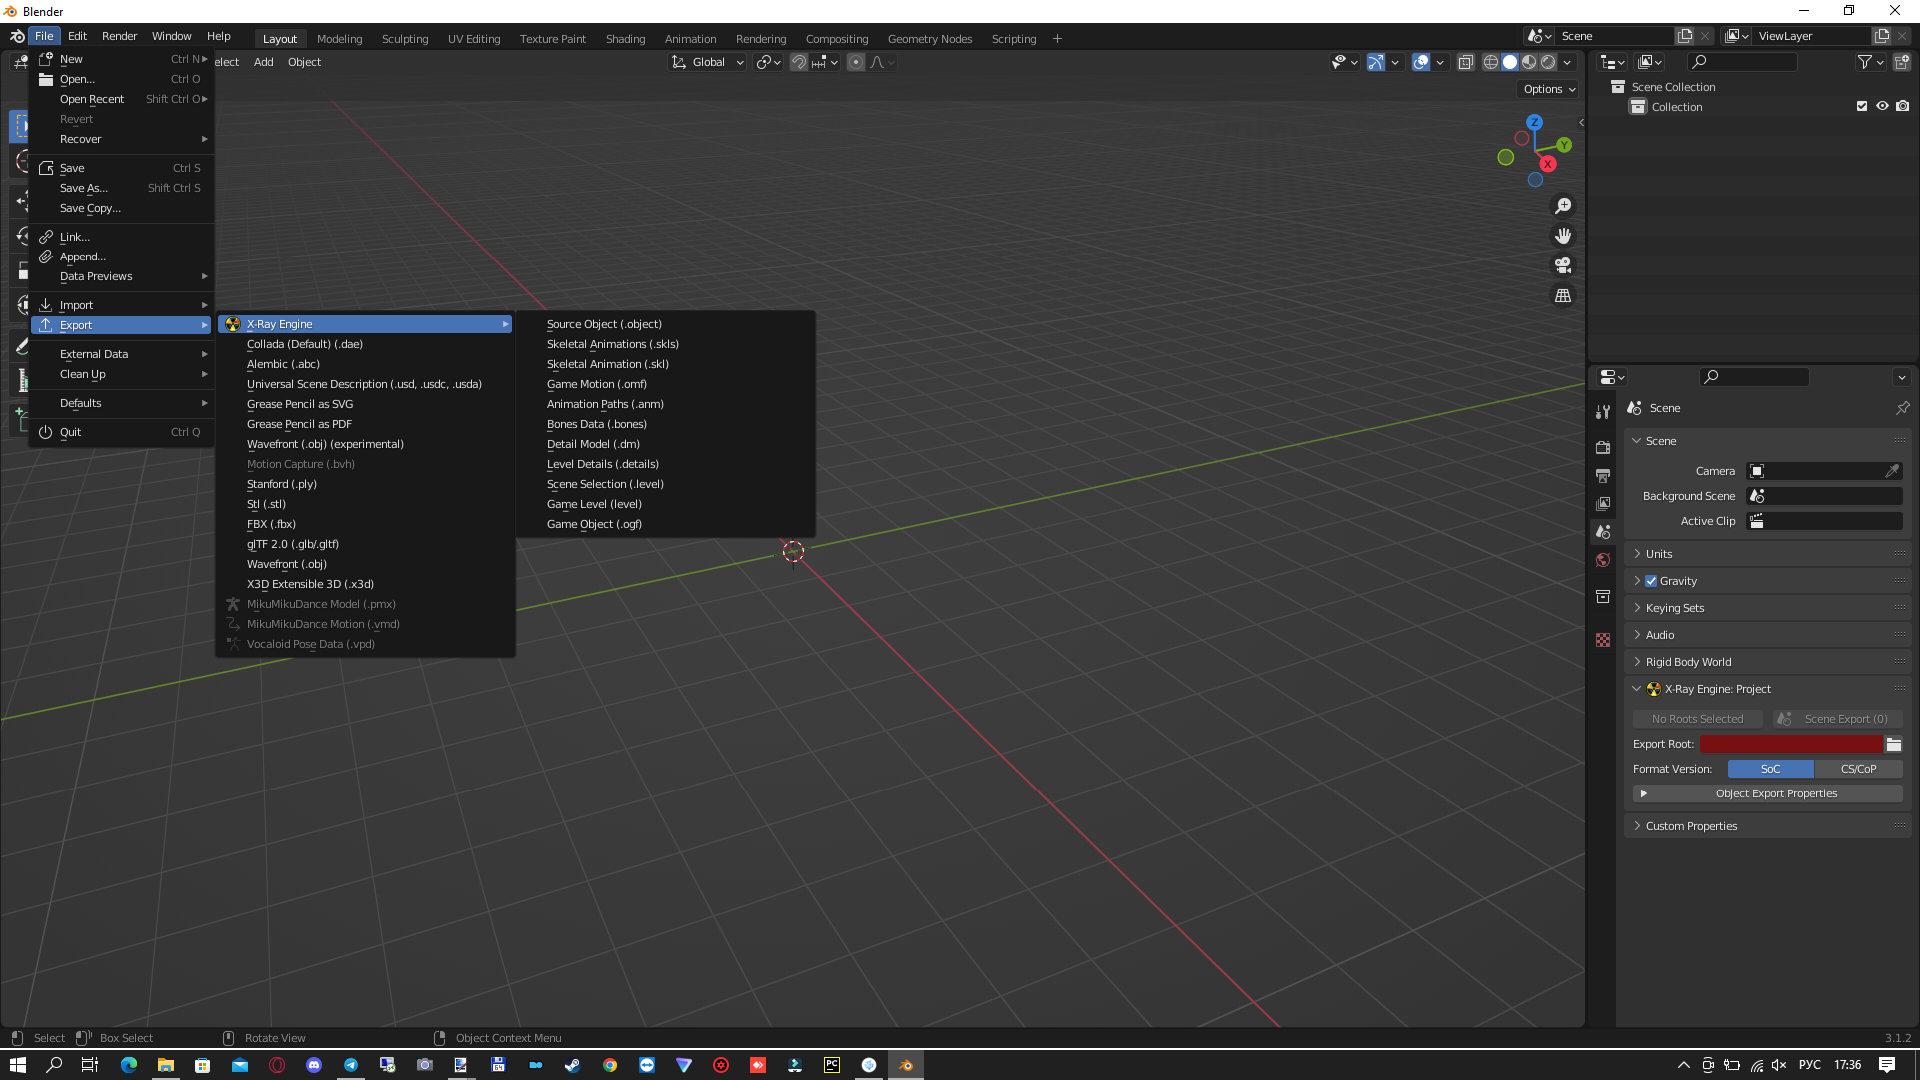 Blender
File Edit Render Window Help
Layout Modeling Sculpting UV Editing Texture Paint Shading Animation Rendering Compositing Geometry Nodes Scripting +
Scene
ViewLayer
elect Add Object
Global
Options
New Ctrl N
Open... Ctrl O
Open Recent Shift Ctrl O
Revert
Recover
Save Ctrl S
Save As... Shift Ctrl S
Save Copy...
Link...
Append...
Data Previews
Import
Export
External Data
Clean Up
Defaults
Quit Ctrl Q
X-Ray Engine
Collada (Default) (.dae)
Alembic (.abc)
Universal Scene Description (.usd, .usdc, .usda)
Grease Pencil as SVG
Grease Pencil as PDF
Wavefront (.obj) (experimental)
Motion Capture (.bvh)
Stanford (.ply)
Stl (.stl)
FBX (.fbx)
glTF 2.0 (.glb/.gltf)
Wavefront (.obj)
X3D Extensible 3D (.x3d)
MikuMikuDance Model (.pmx)
MikuMikuDance Motion (.vmd)
Vocaloid Pose Data (.vpd)
Source Object (.object)
Skeletal Animations (.skls)
Skeletal Animation (.skl)
Game Motion (.omf)
Animation Paths (.anm)
Bones Data (.bones)
Detail Model (.dm)
Level Details (.details)
Scene Selection (.level)
Game Level (level)
Game Object (.ogf)
Z
Y
X
Scene Collection
Collection
Scene
Scene
Camera
Background Scene
Active Clip
Units
Gravity
Keying Sets
Audio
Rigid Body World
X-Ray Engine: Project
No Roots Selected Scene Export (0)
Export Root:
Format Version: SoC CS/CoP
Object Export Properties
Custom Properties
Select Box Select Rotate View Object Context Menu 3.1.2
64
PC
РУС 17:36